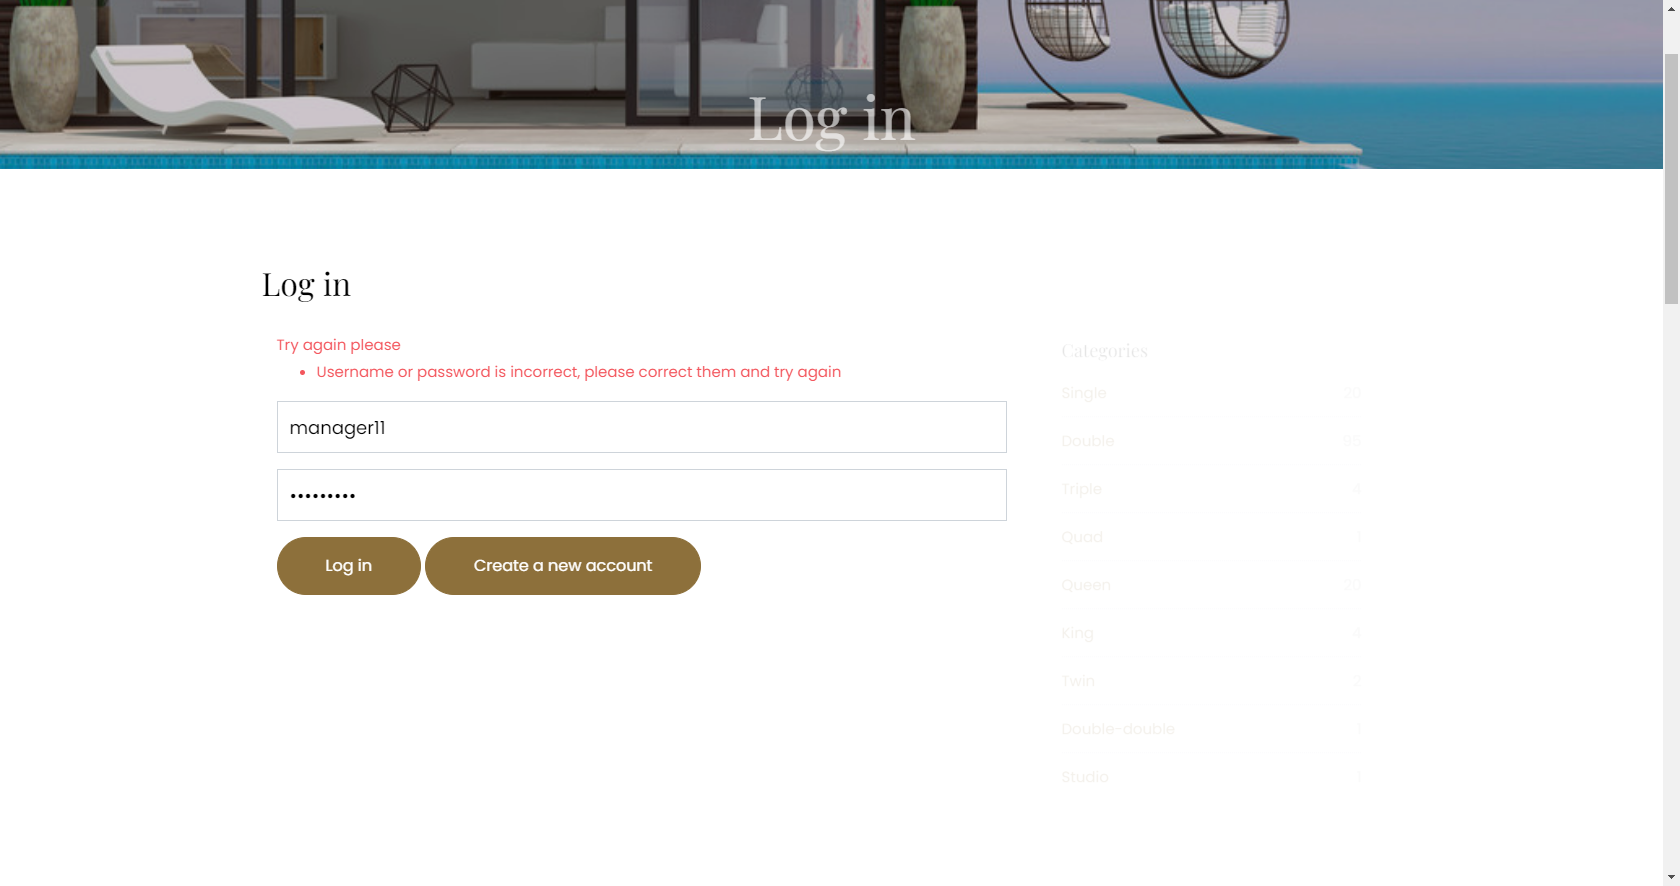 Log in
Log in
Try again please
Username or password is incorrect, please correct them and try again
manager11
•••••••••
Log in
Create a new account
Categories
Single 20
Double 95
Triple 4
Quad 1
Queen 20
King 4
Twin 2
Double-double 1
Studio 1